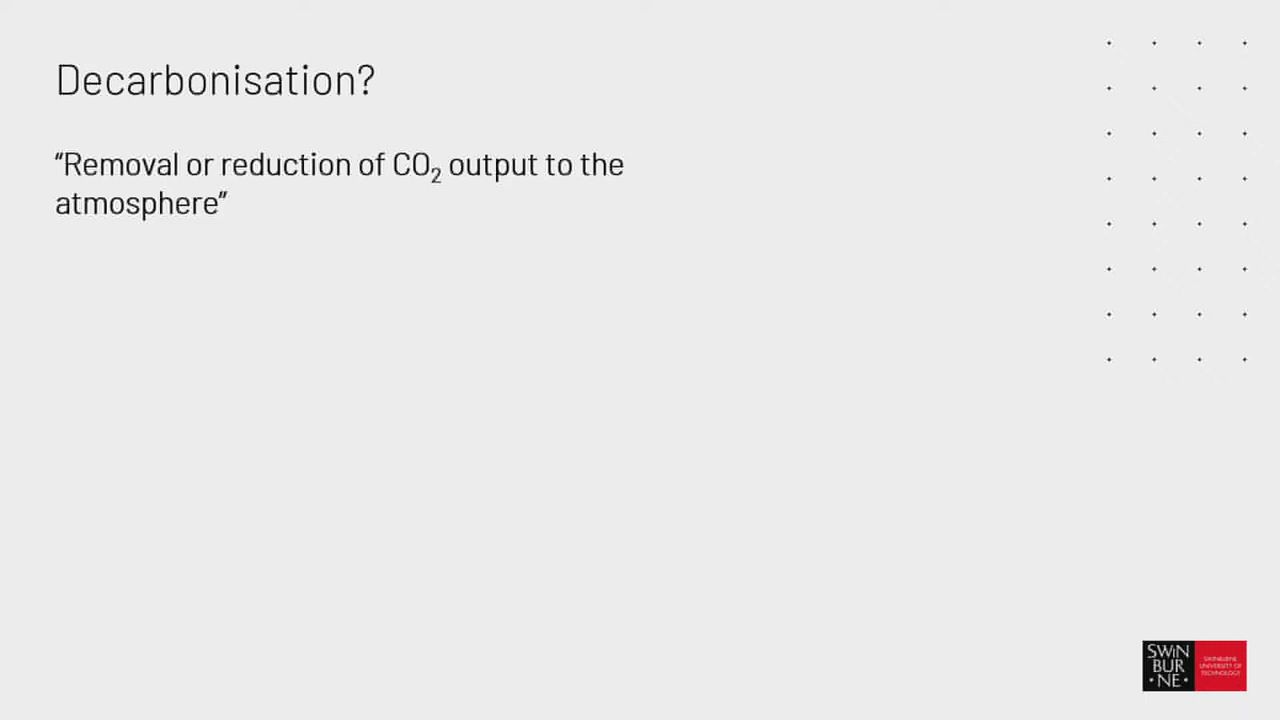 Decarbonisation?
“Removal or reduction of CO₂ output to the
atmosphere”
SWIN
BUR
•NE•
SWINBURNE
UNIVERSITY OF
TECHNOLOGY